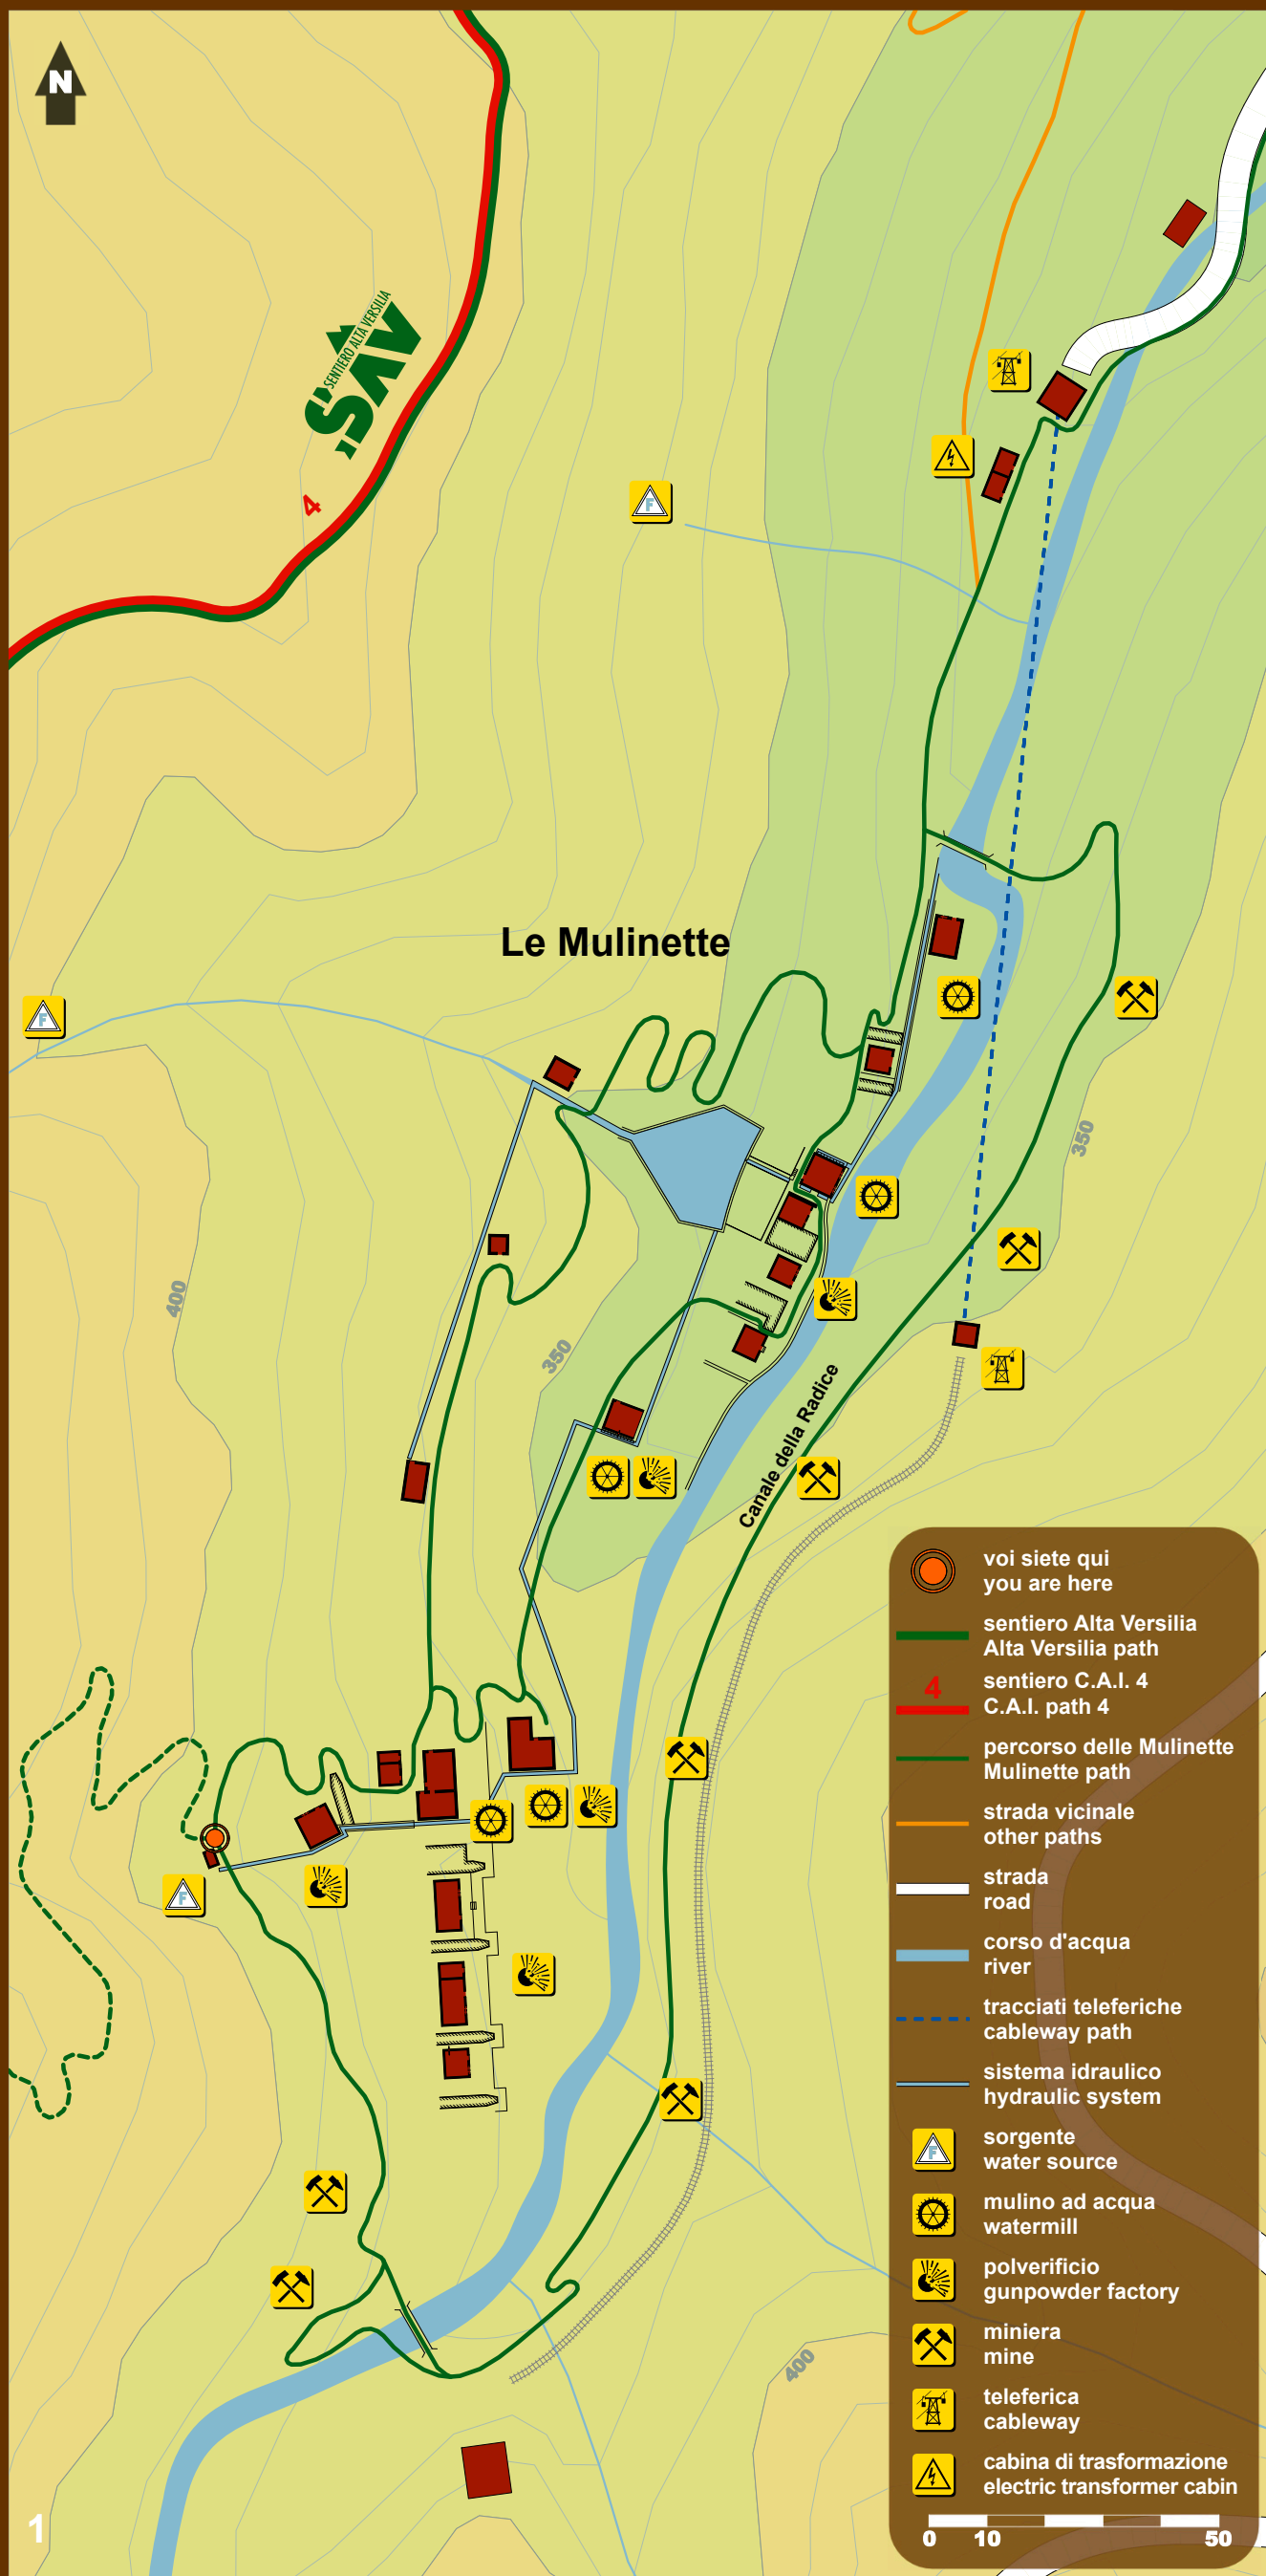 N
SENTIERO ALTA VERSILIA
SAV
4
F
F
Le Mulinette
350
400
350
Canale della Radice
F
400
voi siete qui
you are here
sentiero Alta Versilia
Alta Versilia path
4
sentiero C.A.I. 4
C.A.I. path 4
percorso delle Mulinette
Mulinette path
strada vicinale
other paths
strada
road
corso d'acqua
river
tracciati teleferiche
cableway path
sistema idraulico
hydraulic system
F
sorgente
water source
mulino ad acqua
watermill
polverificio
gunpowder factory
miniera
mine
teleferica
cableway
cabina di trasformazione
electric transformer cabin
0 10 50
1